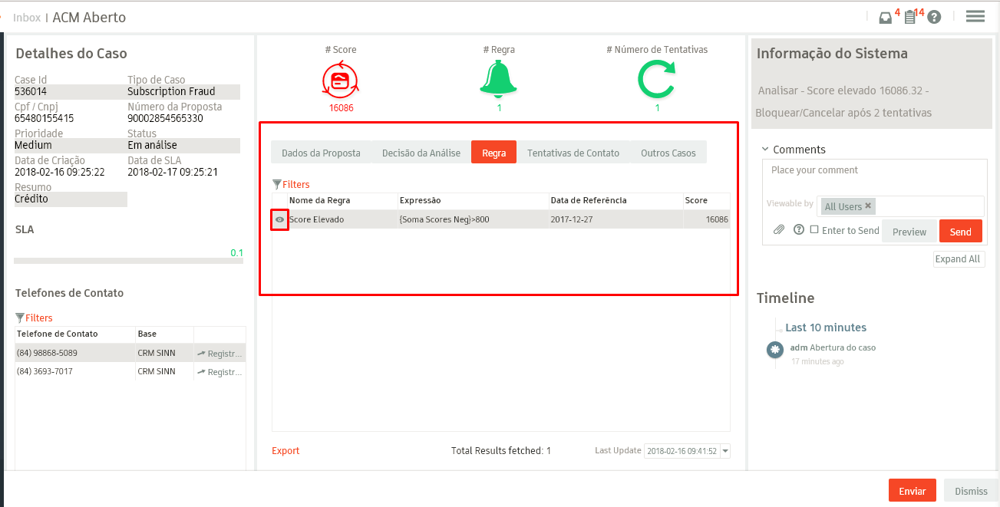 Inbox | ACM Aberto
4 14 ?
Detalhes do Caso
Case Id Tipo de Caso
536014 Subscription Fraud
Cpf / Cnpj Número da Proposta
65480155415 90002854565330
Prioridade Status
Medium Em análise
Data de Criação Data de SLA
2018-02-16 09:25:22 2018-02-17 09:25:21
Resumo
Crédito
SLA
0.1
Telefones de Contato
Filters
Telefone de Contato Base
(84) 98868-5089 CRM SINN Registr...
(84) 3693-7017 CRM SINN Registr...
# Score # Regra # Número de Tentativas
16086 1 1
Dados da Proposta Decisão da Análise Regra Tentativas de Contato Outros Casos
Filters
Nome da Regra Expressão Data de Referência Score
Score Elevado {Soma Scores Neg}>800 2017-12-27 16086
Export Total Results fetched: 1 Last Update 2018-02-16 09:41:52
Informação do Sistema
Analisar - Score elevado 16086.32 -
Bloquear/Cancelar após 2 tentativas
Comments
Place your comment
Viewable by All Users ×
? Enter to Send Preview Send
Expand All
Timeline
Last 10 minutes
adm Abertura do caso
17 minutes ago
Enviar Dismiss